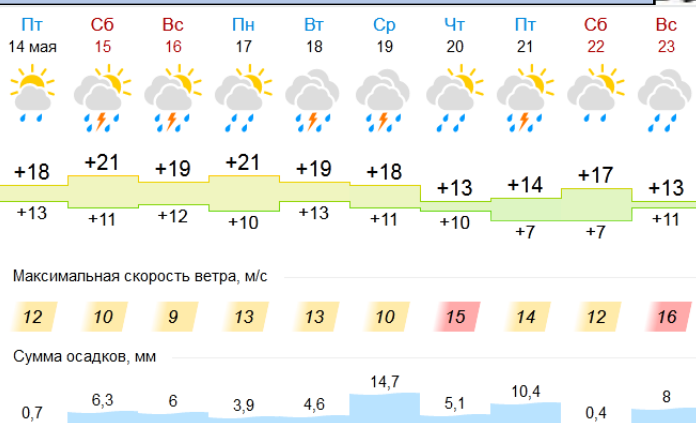 Пт Сб Вс Пн Вт Ср Чт Пт Сб Вс
14 мая 15 16 17 18 19 20 21 22 23
+18 +21 +19 +21 +19 +18 +13 +14 +17 +13
+13 +11 +12 +10 +13 +11 +10 +7 +7 +11
Максимальная скорость ветра, м/с
12 10 9 13 13 10 15 14 12 16
Сумма осадков, мм
0,7 6,3 6 3,9 4,6 14,7 5,1 10,4 0,4 8